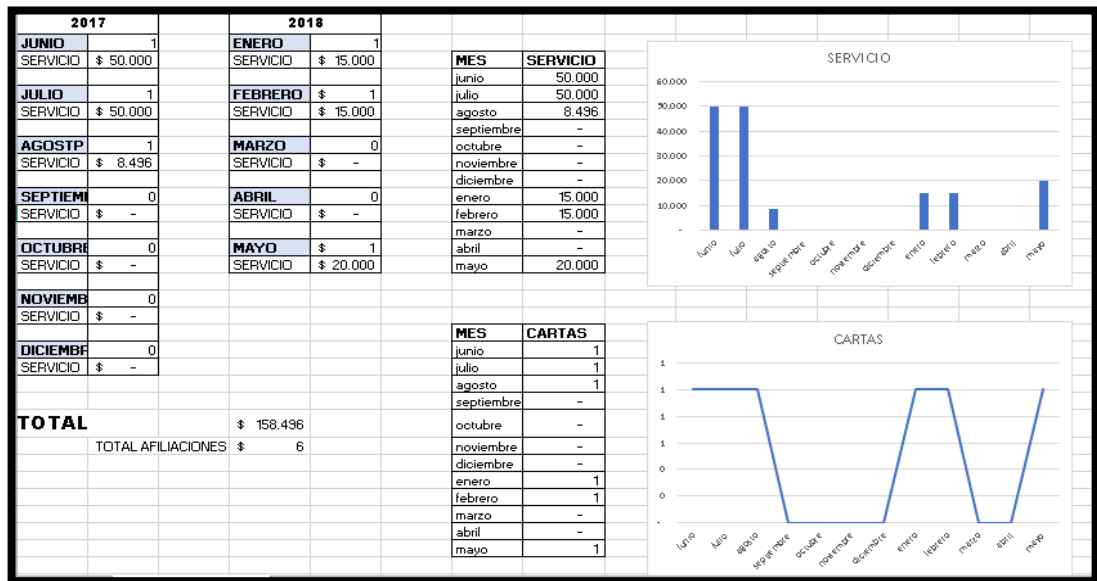 2017 2018
JUNIO 1 ENERO 1
SERVICIO $ 50.000 SERVICIO $ 15.000
JULIO 1 FEBRERO $ 1
SERVICIO $ 50.000 SERVICIO $ 15.000
AGOSTP 1 MARZO 0
SERVICIO $ 8.496 SERVICIO $ -
SEPTIEMI 0 ABRIL 0
SERVICIO $ - SERVICIO $ -
OCTUBRE 0 MAYO $ 1
SERVICIO $ - SERVICIO $ 20.000
NOVIEMB 0
SERVICIO $ -
DICIEMBF 0
SERVICIO $ -
TOTAL $ 158.496
TOTAL AFILIACIONES $ 6
MES SERVICIO
junio 50.000
julio 50.000
agosto 8.496
septiembre -
octubre -
noviembre -
diciembre -
enero 15.000
febrero 15.000
marzo -
abril -
mayo 20.000
SERVICIO
60.000
50.000
40.000
30.000
20.000
10.000
-
junio julio agosto septiembre octubre noviembre diciembre enero febrero marzo abril mayo
MES CARTAS
junio 1
julio 1
agosto 1
septiembre -
octubre -
noviembre -
diciembre -
enero 1
febrero 1
marzo -
abril -
mayo 1
CARTAS
1
1
1
1
0
0
-
junio julio agosto septiembre octubre noviembre diciembre enero febrero marzo abril mayo